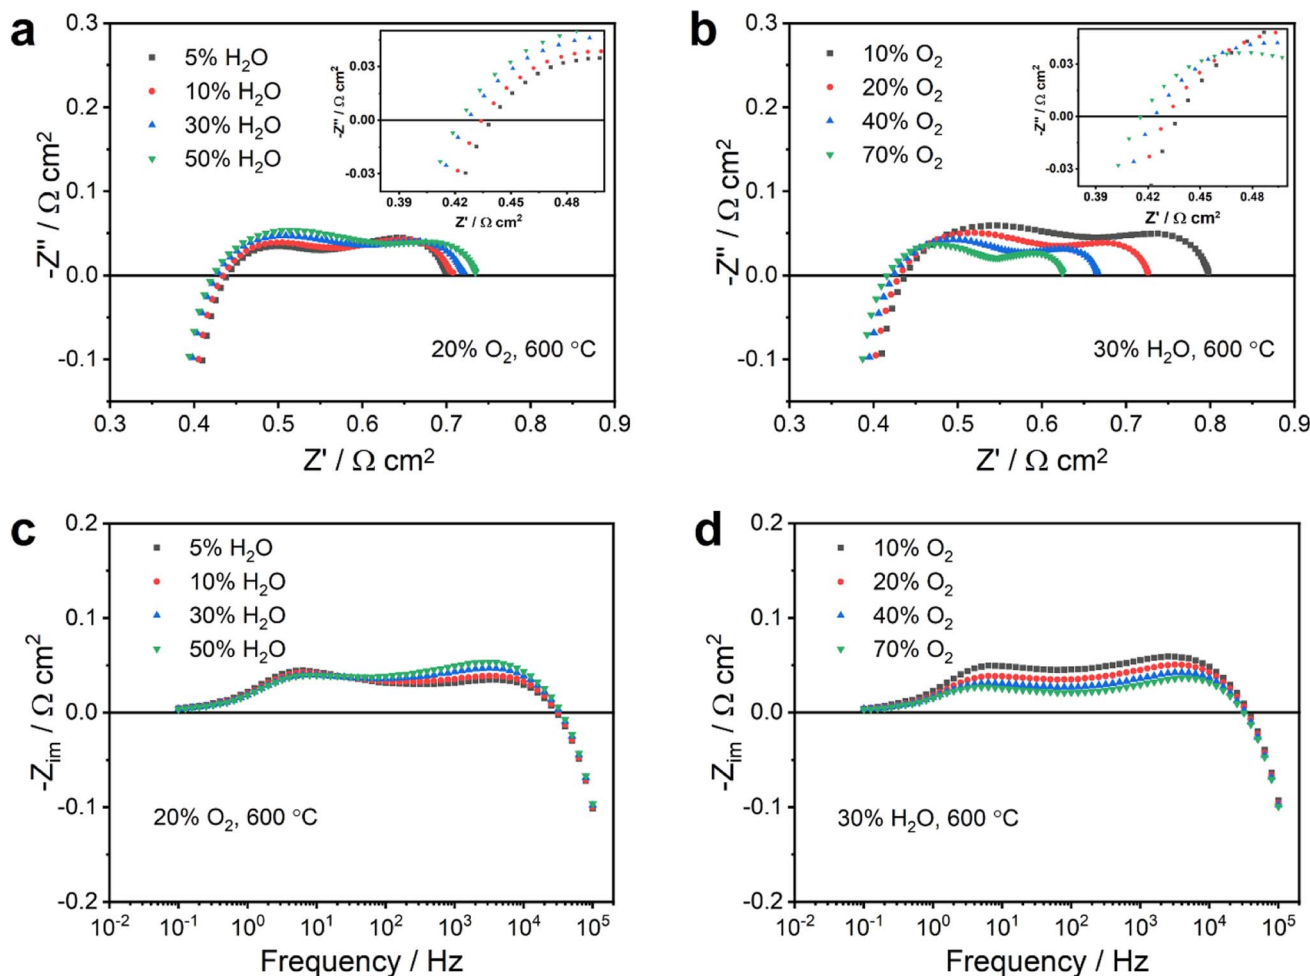 a
0.3
0.2
0.1
0.0
-0.1
-Z'' / Ω cm²
5% H₂O
10% H₂O
30% H₂O
50% H₂O
0.03
0.00
-0.03
-Z'' / Ω cm²
0.39 0.42 0.45 0.48
Z' / Ω cm²
20% O₂, 600 °C
0.3 0.4 0.5 0.6 0.7 0.8 0.9
Z' / Ω cm²
b
0.3
0.2
0.1
0.0
-0.1
-Z'' / Ω cm²
10% O₂
20% O₂
40% O₂
70% O₂
0.03
0.00
-0.03
-Z'' / Ω cm²
0.39 0.42 0.45 0.48
Z' / Ω cm²
30% H₂O, 600 °C
0.3 0.4 0.5 0.6 0.7 0.8 0.9
Z' / Ω cm²
c
0.2
0.1
0.0
-0.1
-0.2
-Zᵢₘ / Ω cm²
5% H₂O
10% H₂O
30% H₂O
50% H₂O
20% O₂, 600 °C
10⁻² 10⁻¹ 10⁰ 10¹ 10² 10³ 10⁴ 10⁵
Frequency / Hz
d
0.2
0.1
0.0
-0.1
-0.2
-Zᵢₘ / Ω cm²
10% O₂
20% O₂
40% O₂
70% O₂
30% H₂O, 600 °C
10⁻² 10⁻¹ 10⁰ 10¹ 10² 10³ 10⁴ 10⁵
Frequency / Hz